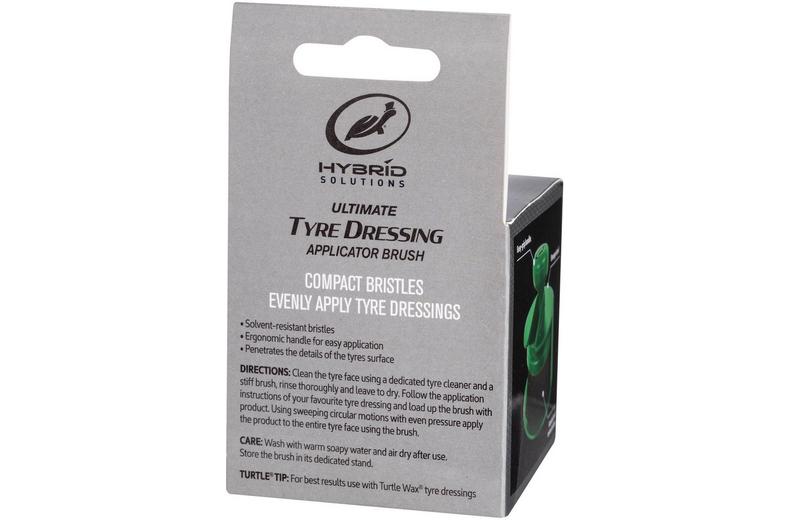 HYBRID
SOLUTIONS
ULTIMATE
TYRE DRESSING
APPLICATOR BRUSH
COMPACT BRISTLES
EVENLY APPLY TYRE DRESSINGS
• Solvent-resistant bristles
• Ergonomic handle for easy application
• Penetrates the details of the tyres surface
DIRECTIONS: Clean the tyre face using a dedicated tyre cleaner and a
stiff brush, rinse thoroughly and leave to dry. Follow the application
instructions of your favourite tyre dressing and load up the brush with
product. Using sweeping circular motions with even pressure apply
the product to the entire tyre face using the brush.
CARE: Wash with warm soapy water and air dry after use.
Store the brush in its dedicated stand.
TURTLE® TIP: For best results use with Turtle Wax® tyre dressings